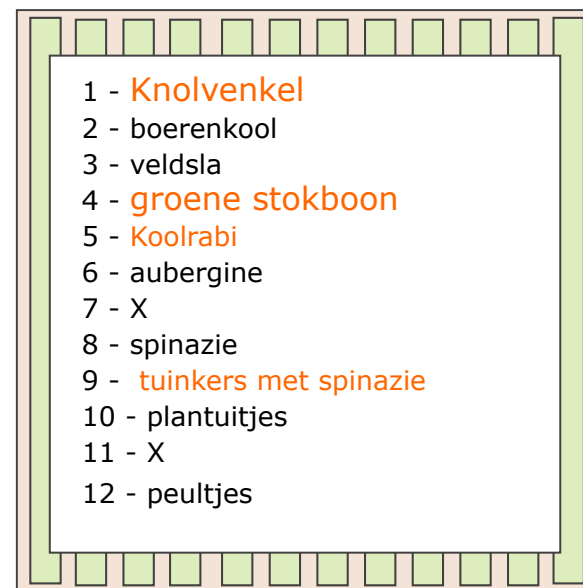 1 - Knolvenkel
2 - boerenkool
3 - veldsla
4 - groene stokboon
5 - Koolrabi
6 - aubergine
7 - X
8 - spinazie
9 - tuinkers met spinazie
10 - plantuitjes
11 - X
12 - peultjes